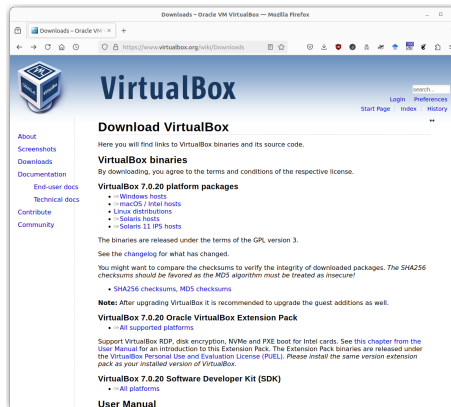 Downloads – Oracle VM VirtualBox — Mozilla Firefox
Downloads – Oracle VM
https://www.virtualbox.org/wiki/Downloads
VirtualBox
search...
Login Preferences
Start Page Index History
About
Screenshots
Downloads
Documentation
End-user docs
Technical docs
Contribute
Community
Download VirtualBox
Here you will find links to VirtualBox binaries and its source code.
VirtualBox binaries
By downloading, you agree to the terms and conditions of the respective license.
VirtualBox 7.0.20 platform packages
Windows hosts
macOS / Intel hosts
Linux distributions
Solaris hosts
Solaris 11 IPS hosts
The binaries are released under the terms of the GPL version 3.
See the changelog for what has changed.
You might want to compare the checksums to verify the integrity of downloaded packages. The SHA256
checksums should be favored as the MD5 algorithm must be treated as insecure!
SHA256 checksums, MD5 checksums
Note: After upgrading VirtualBox it is recommended to upgrade the guest additions as well.
VirtualBox 7.0.20 Oracle VirtualBox Extension Pack
All supported platforms
Support VirtualBox RDP, disk encryption, NVMe and PXE boot for Intel cards. See this chapter from the
User Manual for an introduction to this Extension Pack. The Extension Pack binaries are released under
the VirtualBox Personal Use and Evaluation License (PUEL). Please install the same version extension
pack as your installed version of VirtualBox.
VirtualBox 7.0.20 Software Developer Kit (SDK)
All platforms
User Manual